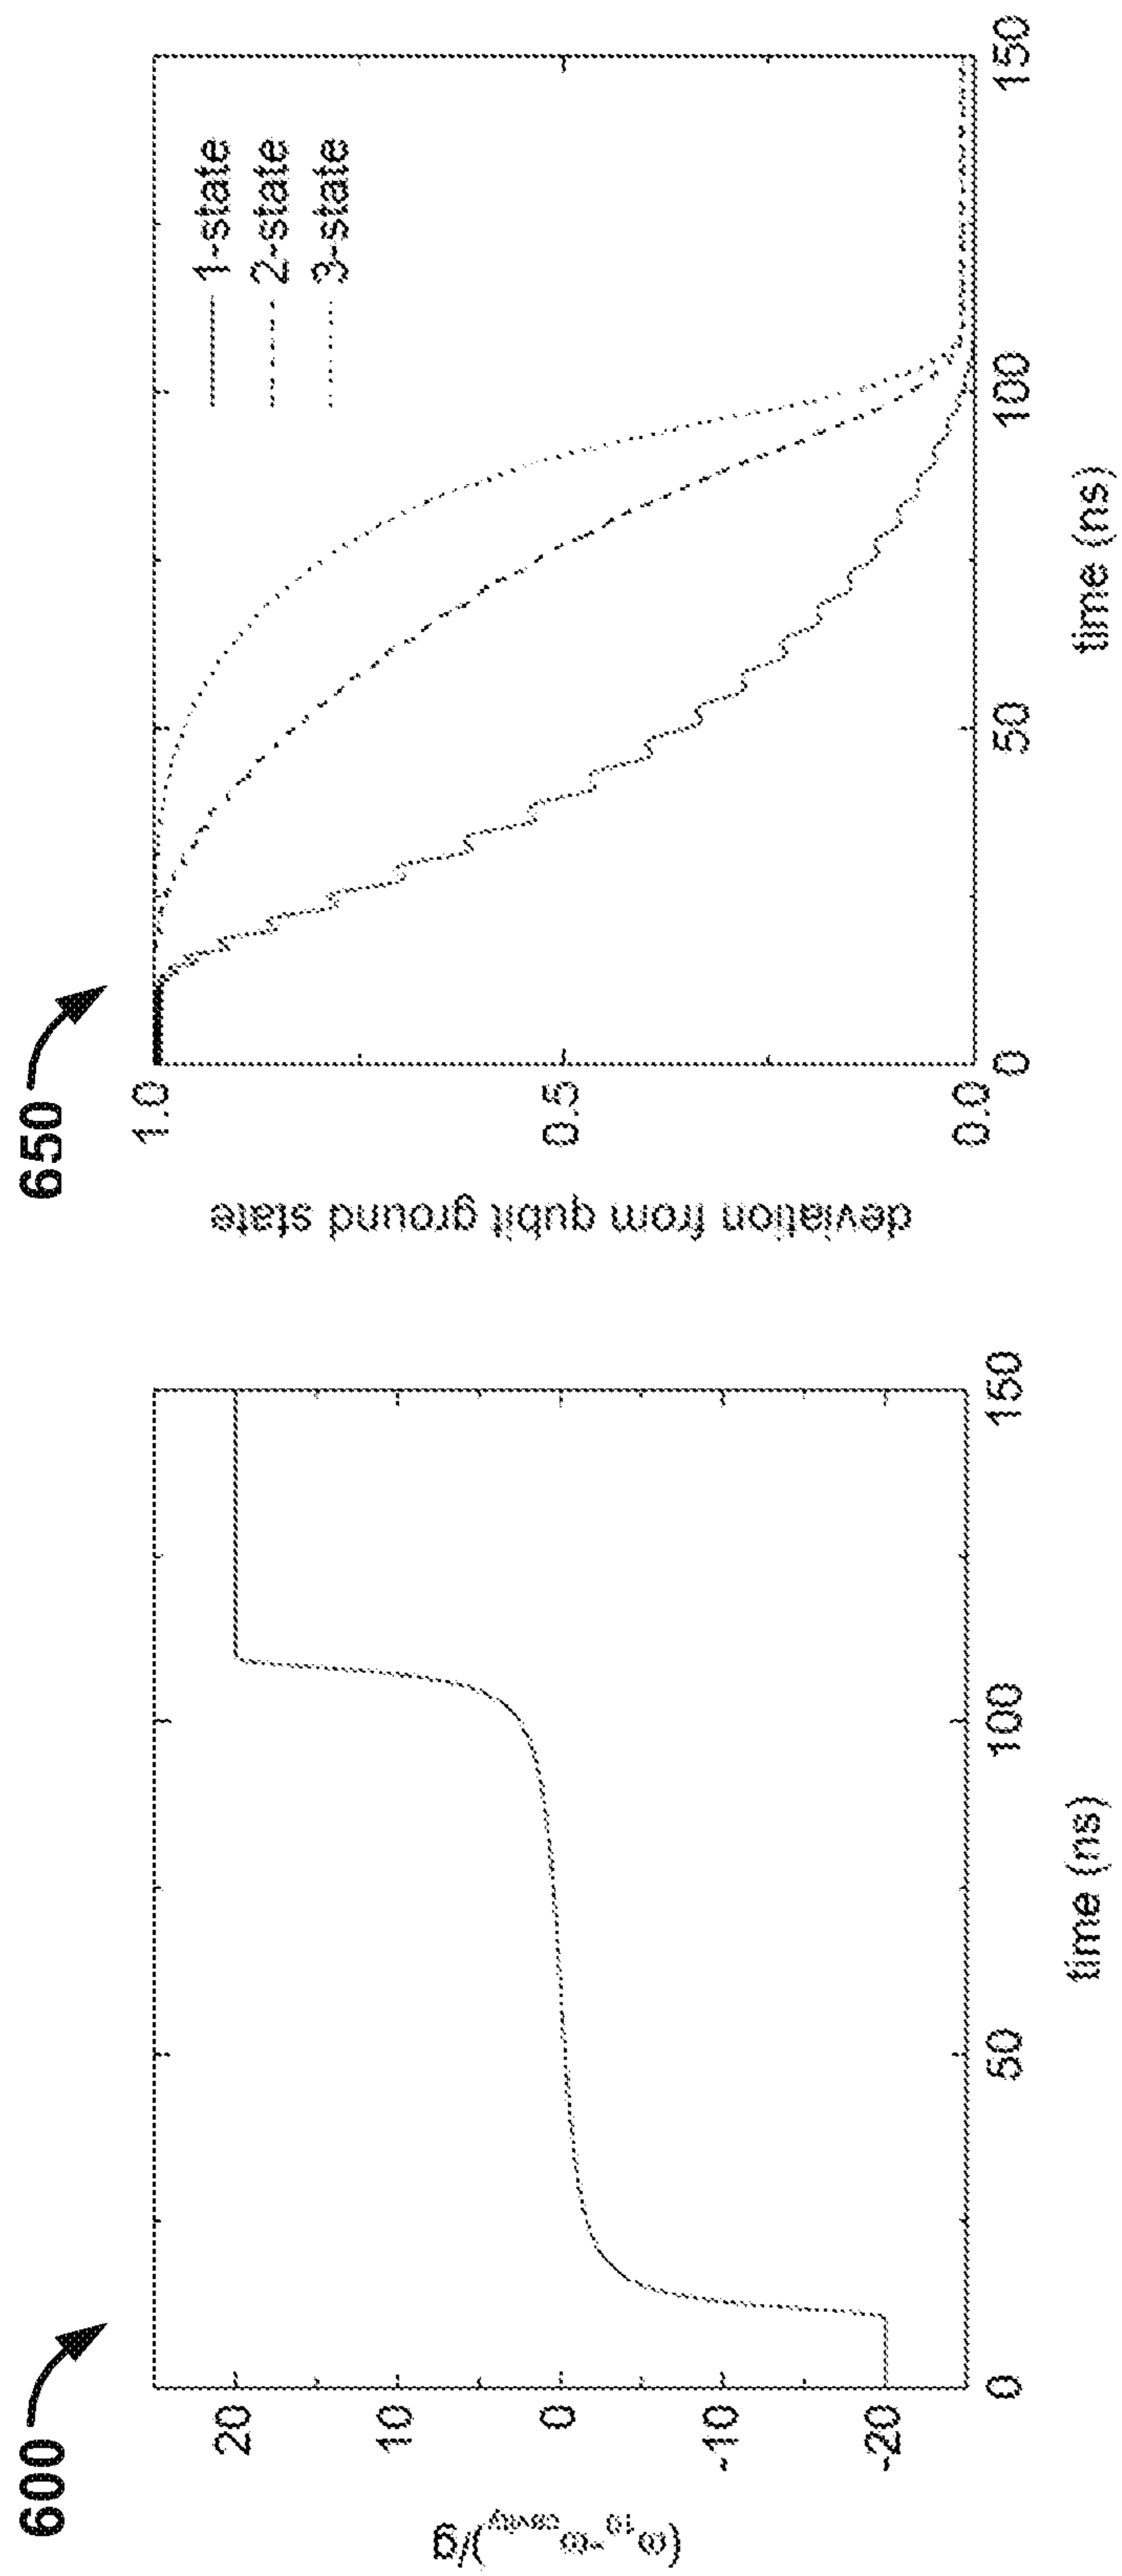 600
20
10
0
-10
-20
(ω10-ωcavity)/g
0
50
100
150
time (ns)
650
1.0
0.5
0.0
deviation from qubit ground state
1-state
2-state
3-state
0
50
100
150
time (ns)